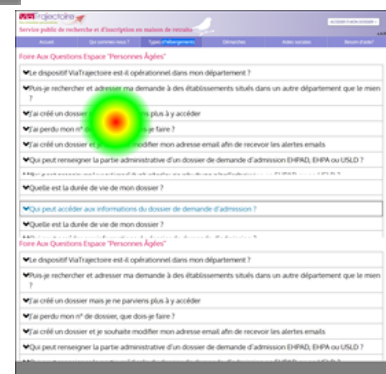 ViaTrajectoire
Service public de recherche et d'inscription en maison de retraite
Accueil Qui sommes-nous ? Types d'hébergements Démarches Aides sociales Besoin d'aide?
Foire Aux Questions Espace "Personnes Âgées"
Le dispositif ViaTrajectoire est-il opérationnel dans mon département ?
Puis-je rechercher et adresser ma demande à des établissements situés dans un autre département que le mien
?
J'ai créé un dossier plus à y accéder
J'ai perdu mon n° de dois-je faire ?
J'ai créé un dossier et je souhaite modifier mon adresse email afin de recevoir les alertes emails
Qui peut renseigner la partie administrative d'un dossier de demande d'admission EHPAD, EHPA ou USLD ?
Quelle est la durée de vie de mon dossier ?
Qui peut accéder aux informations du dossier de demande d'admission ?
Quelle est la durée de vie de mon dossier ?
Foire Aux Questions Espace "Personnes Âgées"
Le dispositif ViaTrajectoire est-il opérationnel dans mon département ?
Puis-je rechercher et adresser ma demande à des établissements situés dans un autre département que le mien
?
J'ai créé un dossier mais je ne parviens plus à y accéder
J'ai perdu mon n° de dossier, que dois-je faire ?
J'ai créé un dossier et je souhaite modifier mon adresse email afin de recevoir les alertes emails
Qui peut renseigner la partie administrative d'un dossier de demande d'admission EHPAD, EHPA ou USLD ?